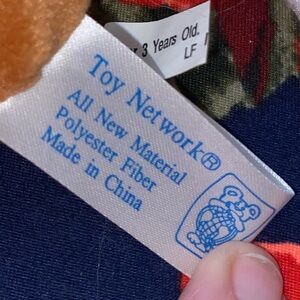 3 Years Old.
LF
Toy Network®
All New Material
Polyester Fiber
Made in China